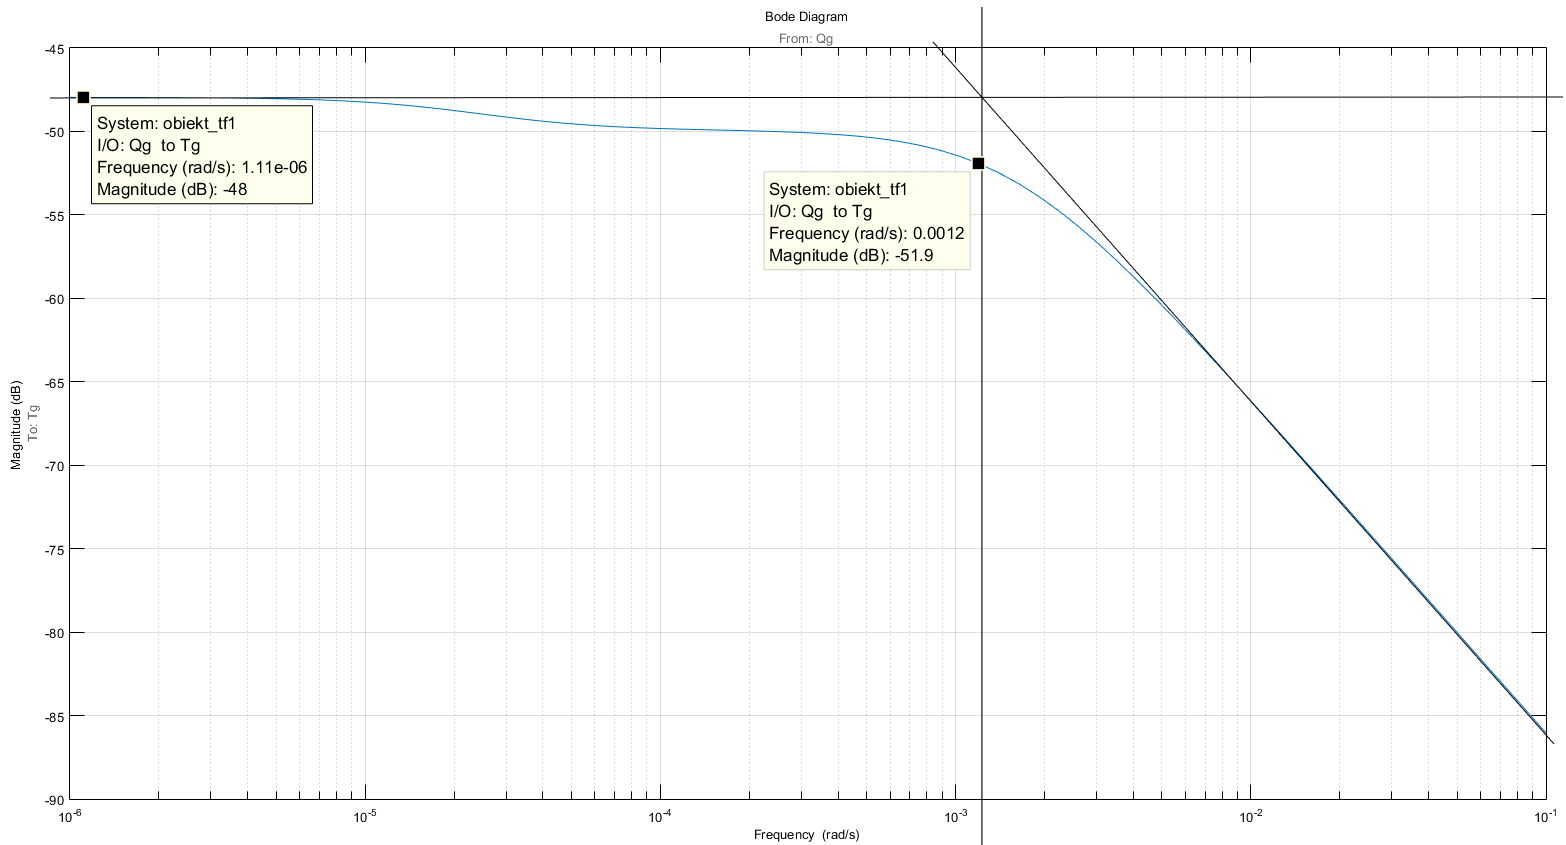 Bode Diagram
From: Qg
Magnitude (dB)
To: Tg
-45
-50
-55
-60
-65
-70
-75
-80
-85
-90
System: obiekt_tf1
I/O: Qg to Tg
Frequency (rad/s): 1.11e-06
Magnitude (dB): -48
System: obiekt_tf1
I/O: Qg to Tg
Frequency (rad/s): 0.0012
Magnitude (dB): -51.9
10-6 10-5 10-4 10-3 10-2 10-1
Frequency (rad/s)